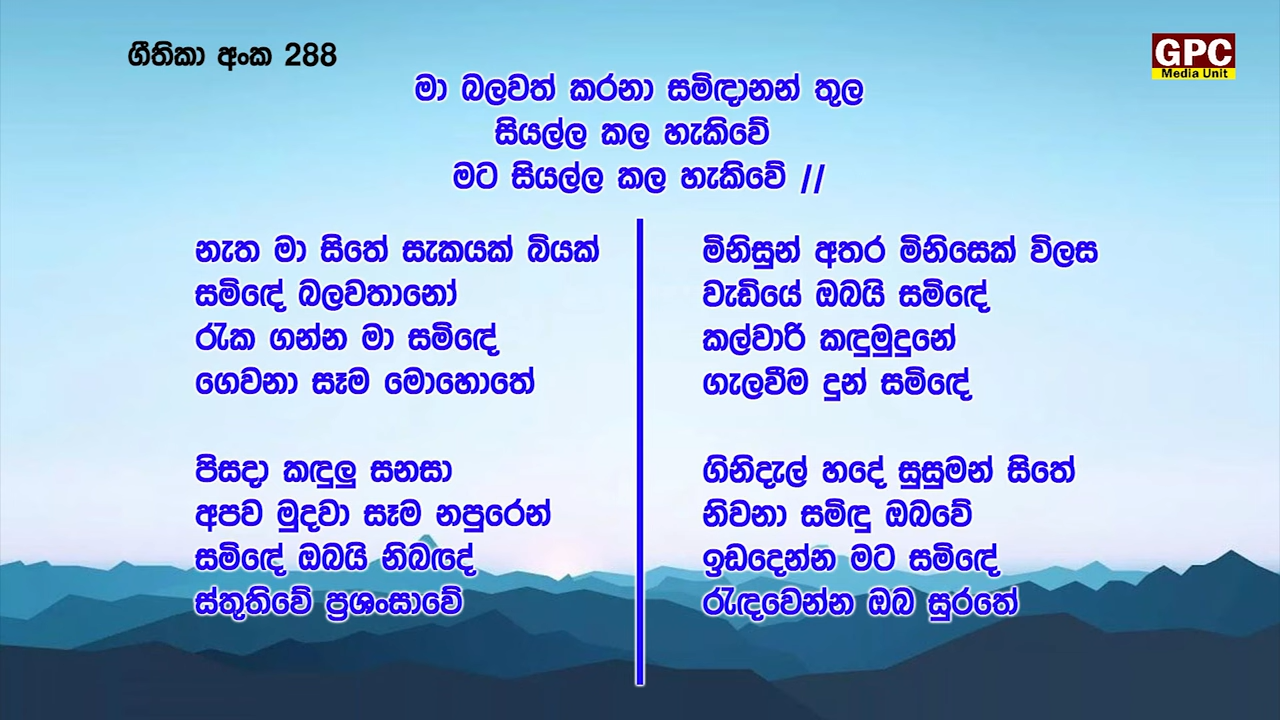 ගීතිකා අංක 288
GPC
Media Unit
මා බලවත් කරනා සමිඳානන් තුල
සියල්ල කල හැකිවේ
මට සියල්ල කල හැකිවේ //
නැත මා සිතේ සැකයක් බියක්
සමිඳේ බලවතානෝ
රැක ගන්න මා සමිඳේ
ගෙවනා සෑම මොහොතේ
පිසදා කඳුලු සනසා
අපව මුදවා සෑම නපුරෙන්
සමිඳේ ඔබයි නිබඳේ
ස්තූතිවේ ප්‍රශංසාවේ
මිනිසුන් අතර මිනිසෙක් විලස
වැඩියේ ඔබයි සමිඳේ
කල්වාරි කඳුමුදුනේ
ගැලවීම දුන් සමිඳේ
ගිනිදැල් හදේ සුසුමන් සිතේ
නිවනා සමිඳු ඔබවේ
ඉඩදෙන්න මට සමිඳේ
රැඳවෙන්න ඔබ සුරතේ